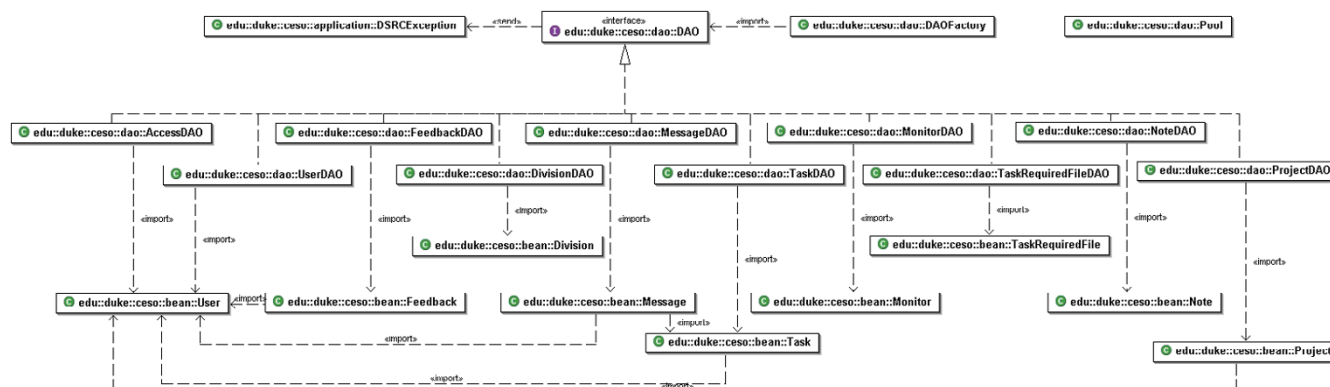 «interface»
edu::duke::ceso::application::DSRCException
«send»
edu::duke::ceso::dao::DAO
«import»
edu::duke::ceso::dao::DAOFactory
edu::duke::ceso::dao::Pool
edu::duke::ceso::dao::AccessDAO
edu::duke::ceso::dao::FeedbackDAO
edu::duke::ceso::dao::MessageDAO
edu::duke::ceso::dao::MonitorDAO
edu::duke::ceso::dao::NoteDAO
edu::duke::ceso::dao::UserDAO
edu::duke::ceso::dao::DivisionDAO
edu::duke::ceso::dao::TaskDAO
edu::duke::ceso::dao::TaskRequiredFileDAO
edu::duke::ceso::dao::ProjectDAO
«import»
«import»
«import»
«import»
«import»
«import»
«import»
«import»
«import»
«import»
edu::duke::ceso::bean::Division
edu::duke::ceso::bean::TaskRequiredFile
edu::duke::ceso::bean::User
«import»
edu::duke::ceso::bean::Feedback
edu::duke::ceso::bean::Message
edu::duke::ceso::bean::Monitor
edu::duke::ceso::bean::Note
«import»
«import»
edu::duke::ceso::bean::Task
edu::duke::ceso::bean::Project
«import»
«import»